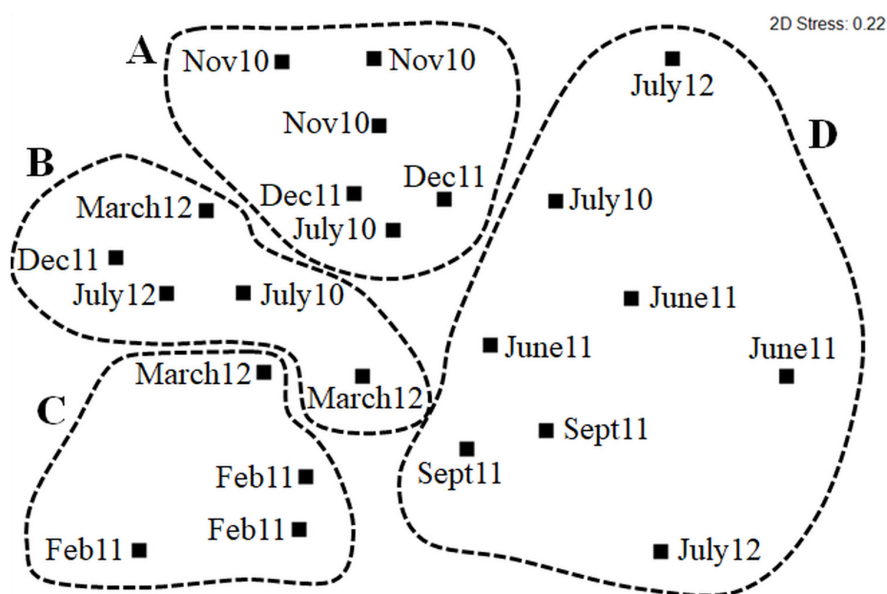 2D Stress: 0.22
A
Nov10
Nov10
July12
Nov10
D
B
Dec11
Dec11
July10
March12
July10
Dec11
July12
July10
June11
June11
June11
March12
March12
C
Sept11
Sept11
Feb11
Feb11
Feb11
July12